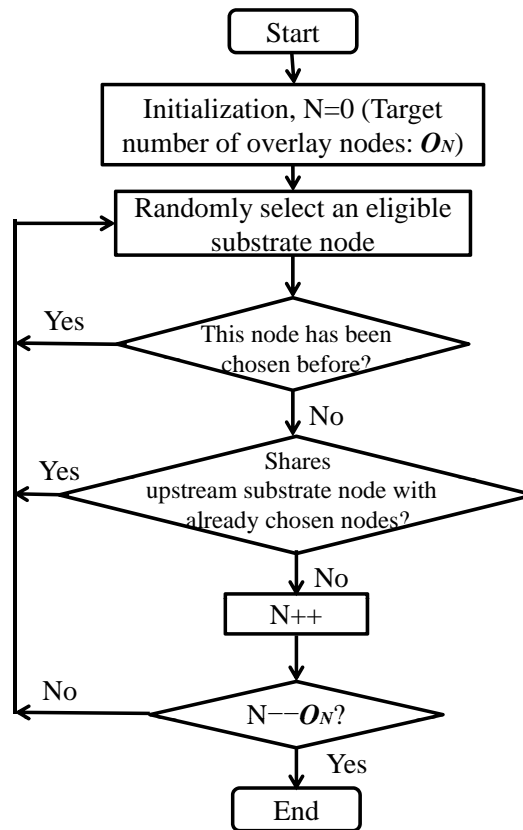 Start
Initialization, N=0 (Target
number of overlay nodes: ON)
Randomly select an eligible
substrate node
Yes
This node has been
chosen before?
No
Yes
Shares
upstream substrate node with
already chosen nodes?
No
N++
No
N−−ON?
Yes
End